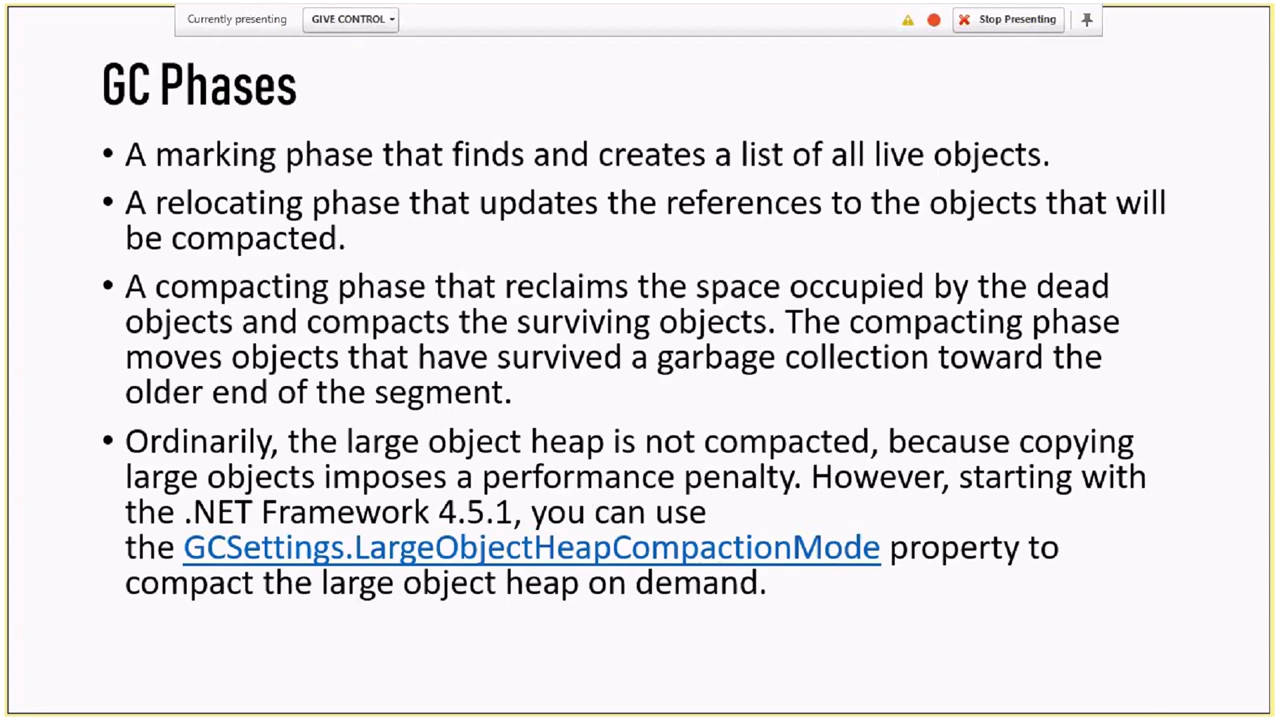 Currently presenting GIVE CONTROL Stop Presenting
GC Phases
• A marking phase that finds and creates a list of all live objects.
• A relocating phase that updates the references to the objects that will
be compacted.
• A compacting phase that reclaims the space occupied by the dead
objects and compacts the surviving objects. The compacting phase
moves objects that have survived a garbage collection toward the
older end of the segment.
• Ordinarily, the large object heap is not compacted, because copying
large objects imposes a performance penalty. However, starting with
the .NET Framework 4.5.1, you can use
the GCSettings.LargeObjectHeapCompactionMode property to
compact the large object heap on demand.